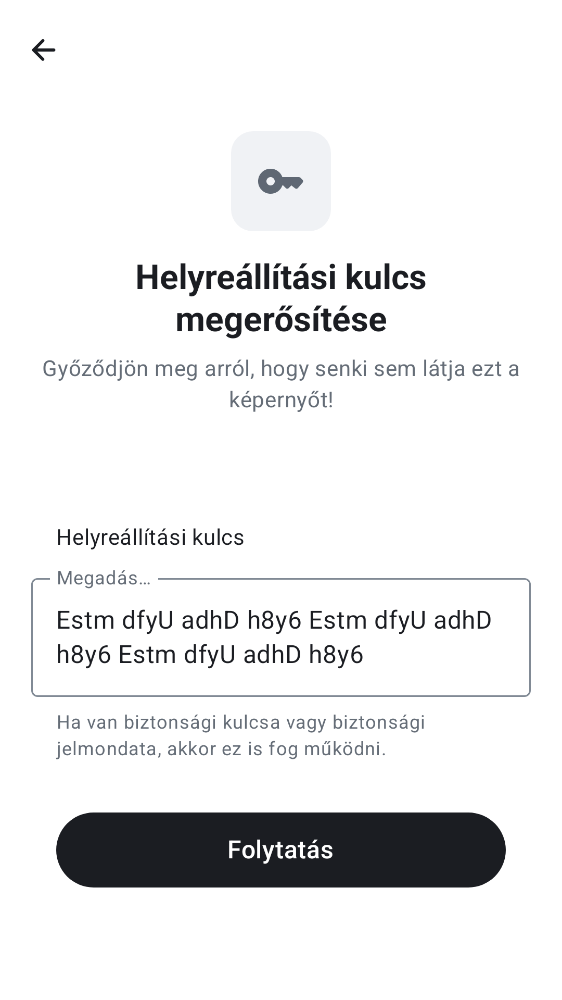 Helyreállítási kulcs
megerősítése
Győződjön meg arról, hogy senki sem látja ezt a
képernyőt!
Helyreállítási kulcs
Megadás…
Estm dfyU adhD h8y6 Estm dfyU adhD
h8y6 Estm dfyU adhD h8y6
Ha van biztonsági kulcsa vagy biztonsági
jelmondata, akkor ez is fog működni.
Folytatás